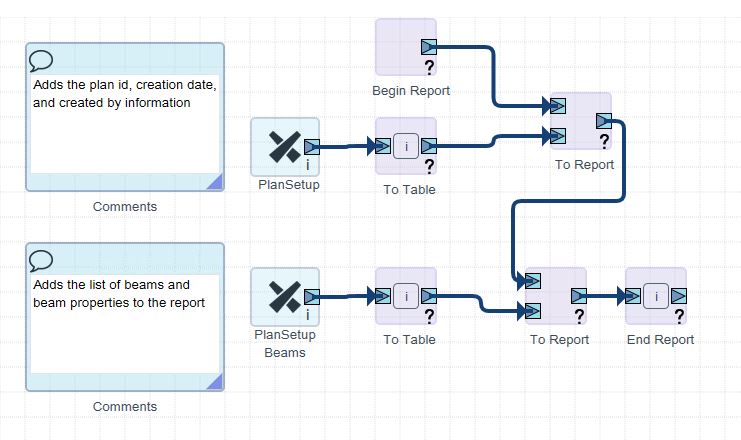 Adds the plan id, creation date,
and created by information
Comments
?
Begin Report
i
PlanSetup
i
?
To Table
?
To Report
Adds the list of beams and
beam properties to the report
Comments
i
PlanSetup
Beams
i
?
To Table
?
To Report
i
?
End Report